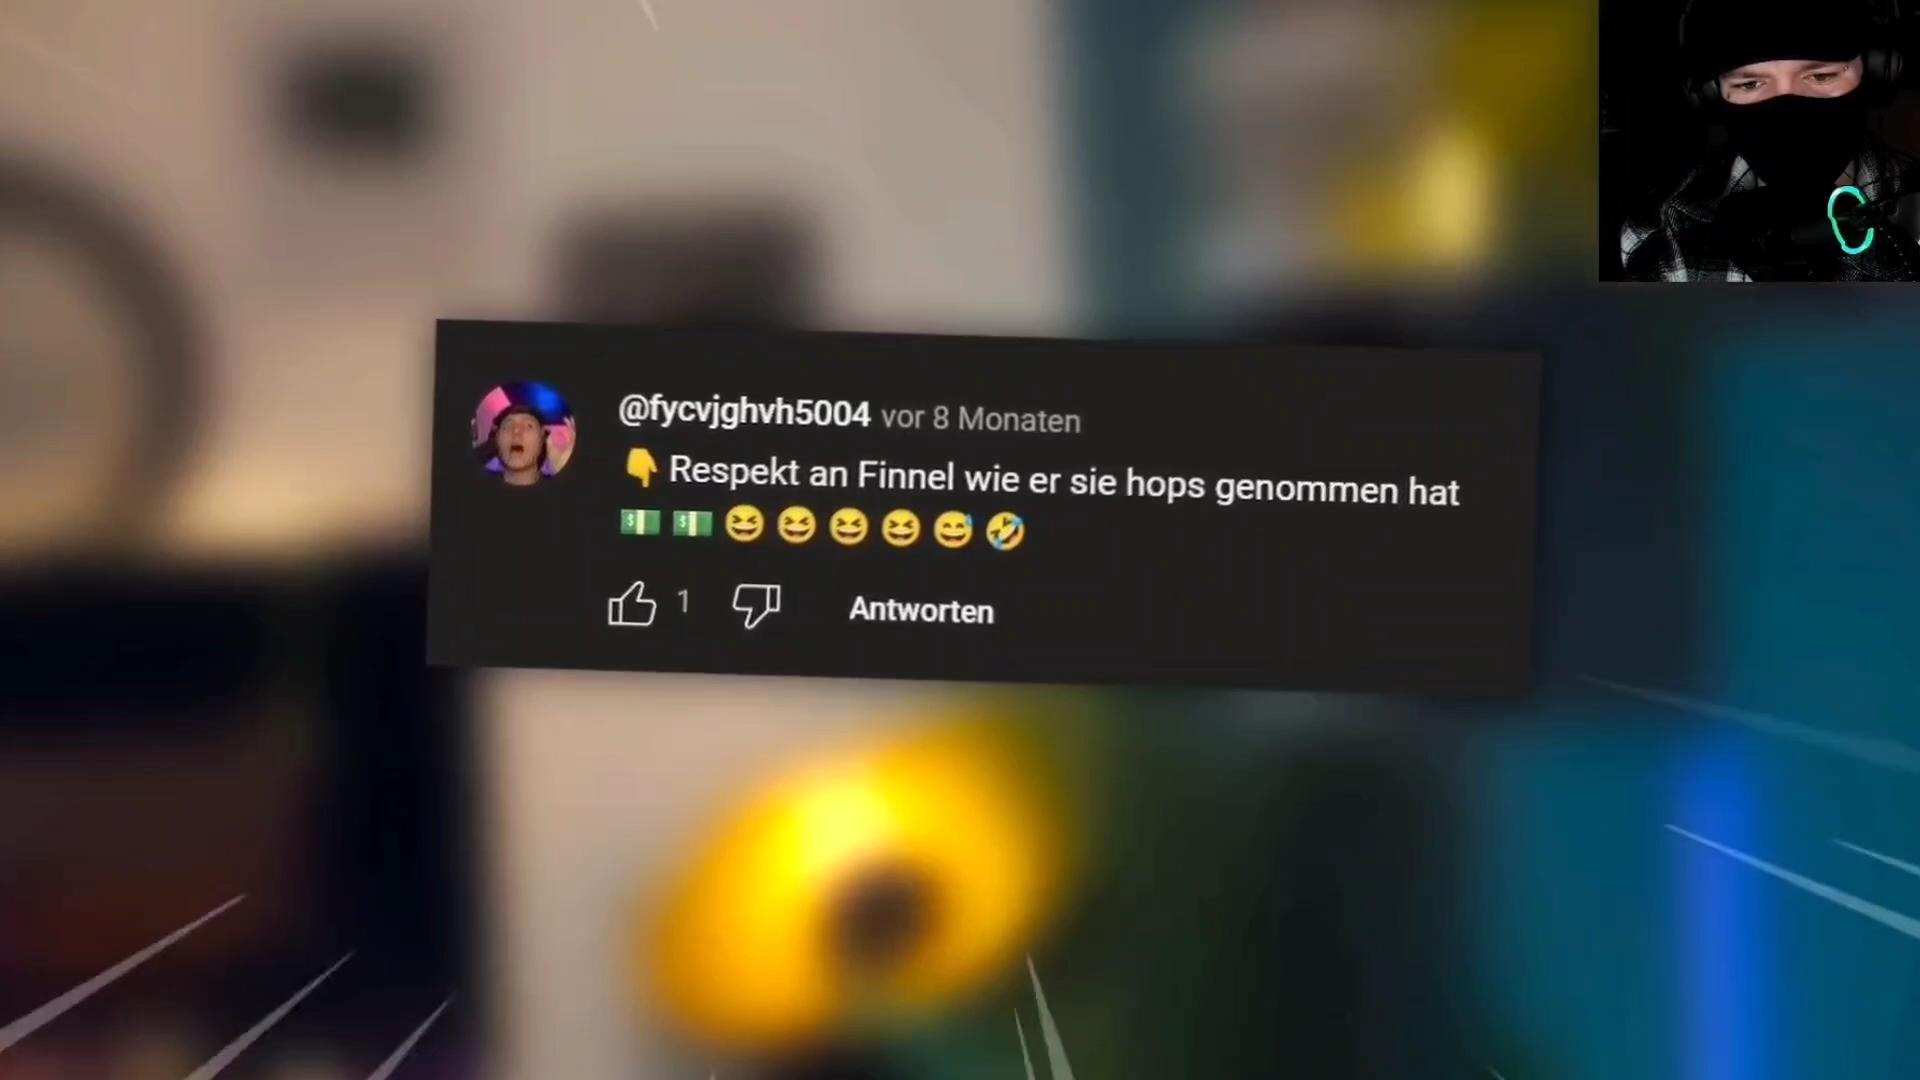 @fycvjghvh5004 vor 8 Monaten
👇 Respekt an Finnel wie er sie hops genommen hat
💵 💵 😆 😆 😆 😆 😅 🤣
1 Antworten